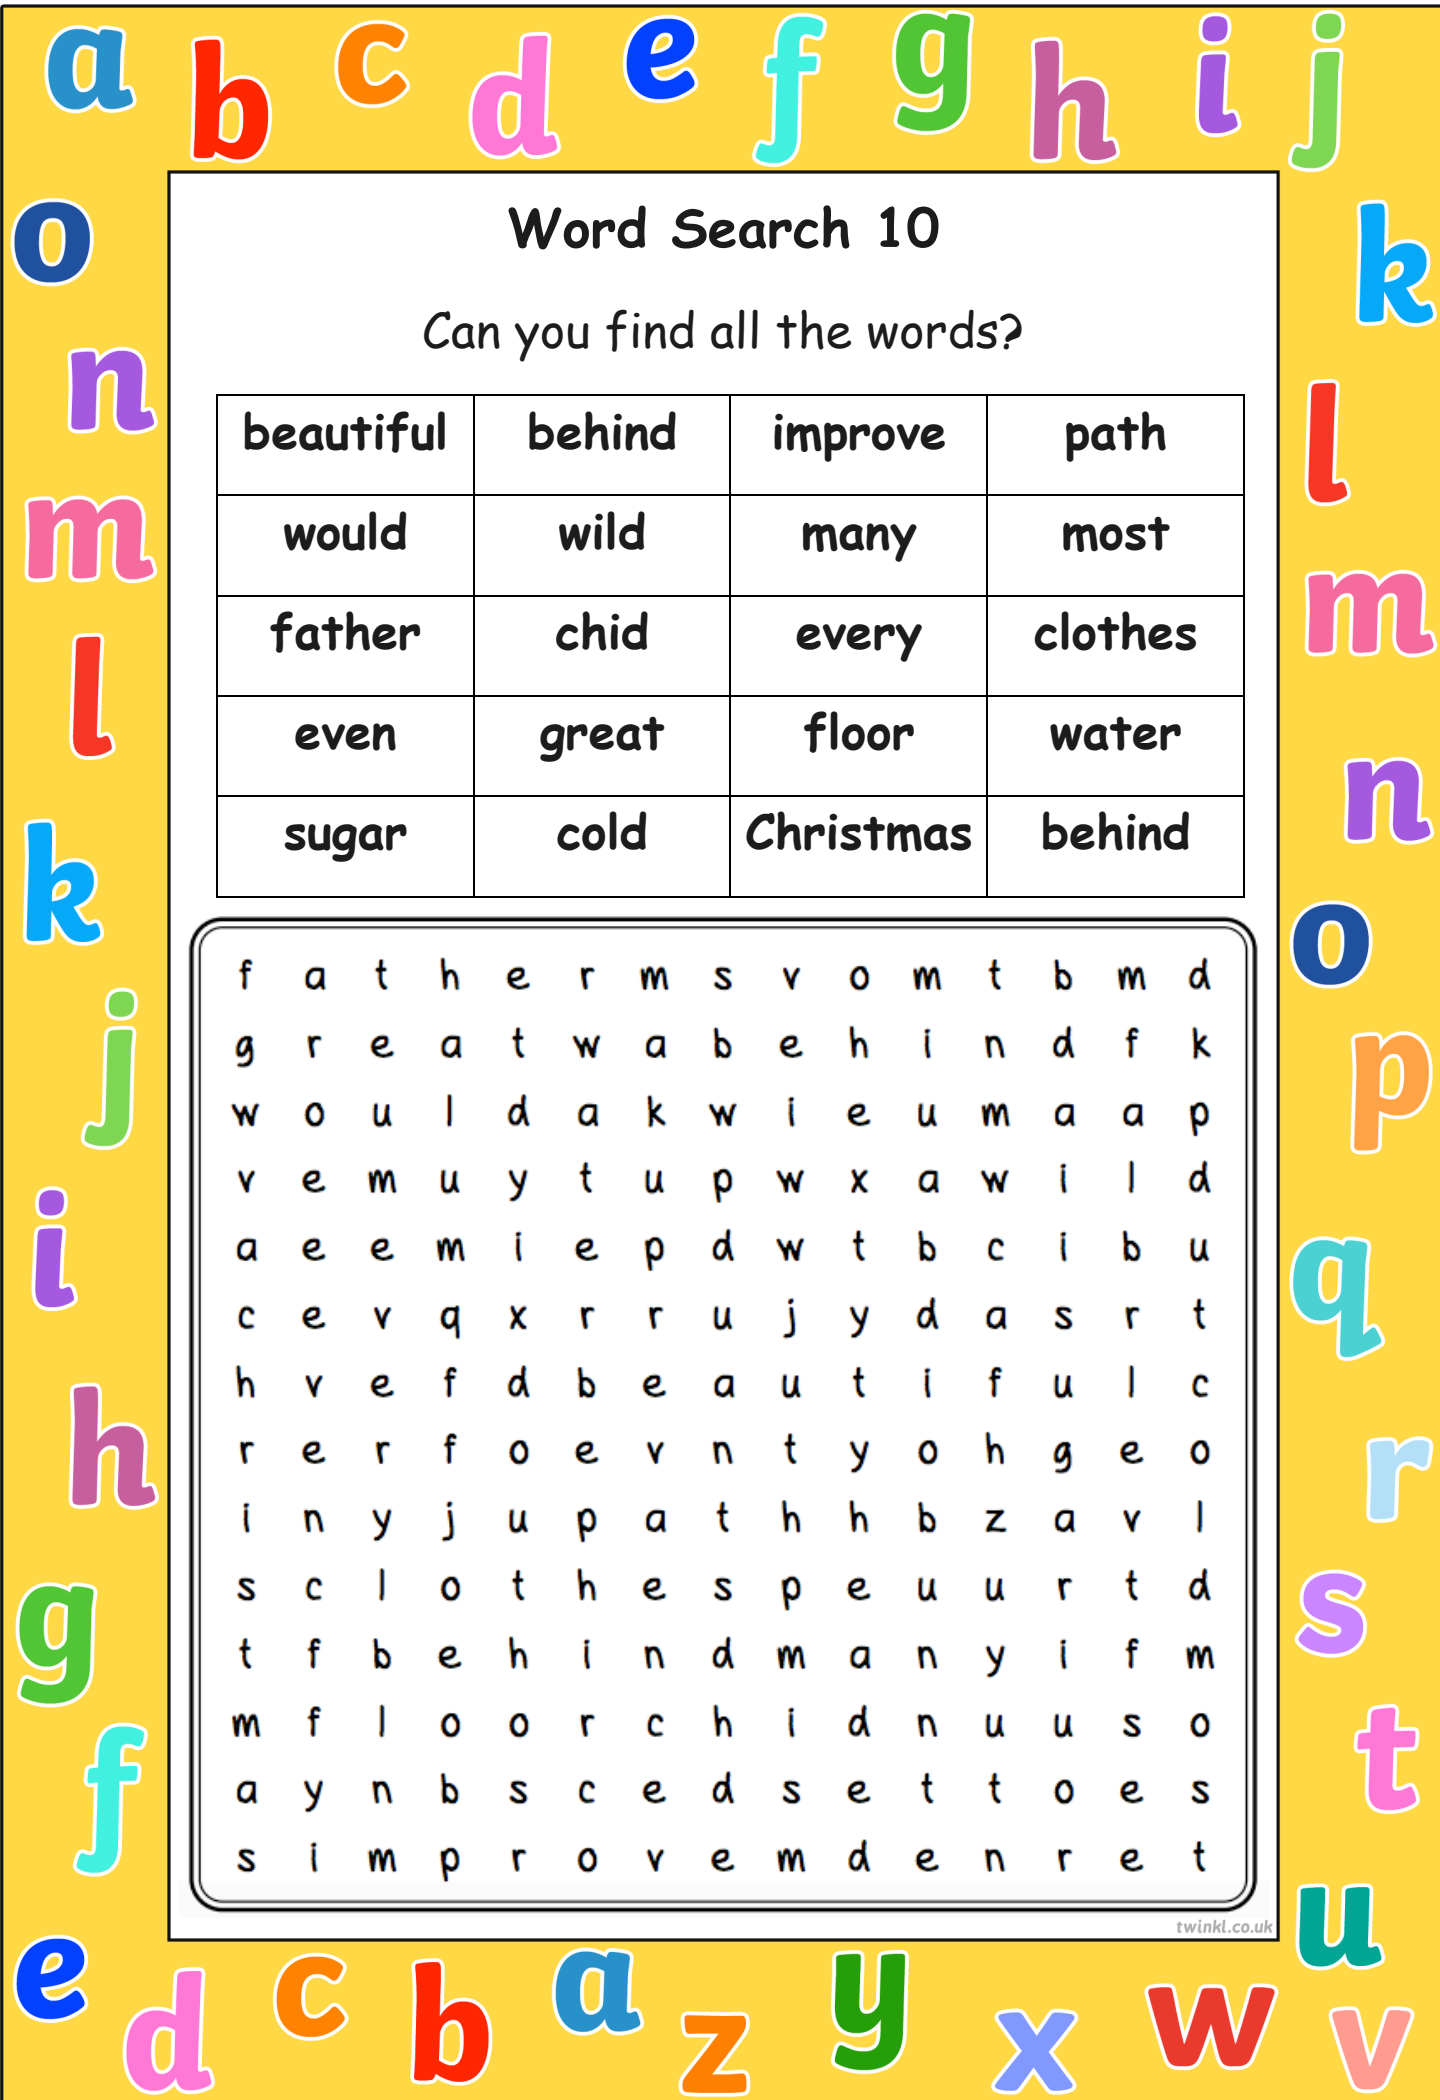 a b c d e f g h i j
o
k
n
l
m
m
l
n
k
o
j
p
i
q
h
r
g
s
f
t
u
e d c b a z y x w v
Word Search 10
Can you find all the words?
beautiful behind improve path
would wild many most
father chid every clothes
even great floor water
sugar cold Christmas behind
f a t h e r m s v o m t b m d
g r e a t w a b e h i n d f k
w o u l d a k w i e u m a a p
v e m u y t u p w x a w i l d
a e e m i e p d w t b c i b u
c e v q x r r u j y d a s r t
h v e f d b e a u t i f u l c
r e r f o e v n t y o h g e o
i n y j u p a t h h b z a v l
s c l o t h e s p e u u r t d
t f b e h i n d m a n y i f m
m f l o o r c h i d n u u s o
a y n b s c e d s e t t o e s
s i m p r o v e m d e n r e t
twinkl.co.uk